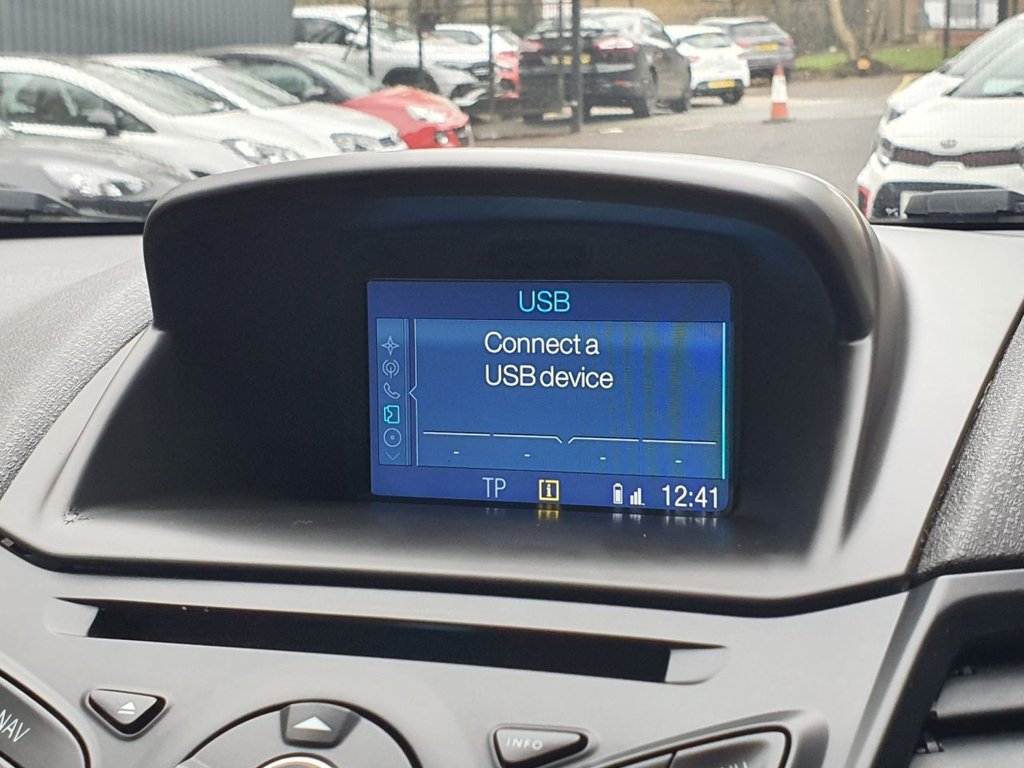 USB
Connect a
USB device
TP i 12:41
NAV
INFO